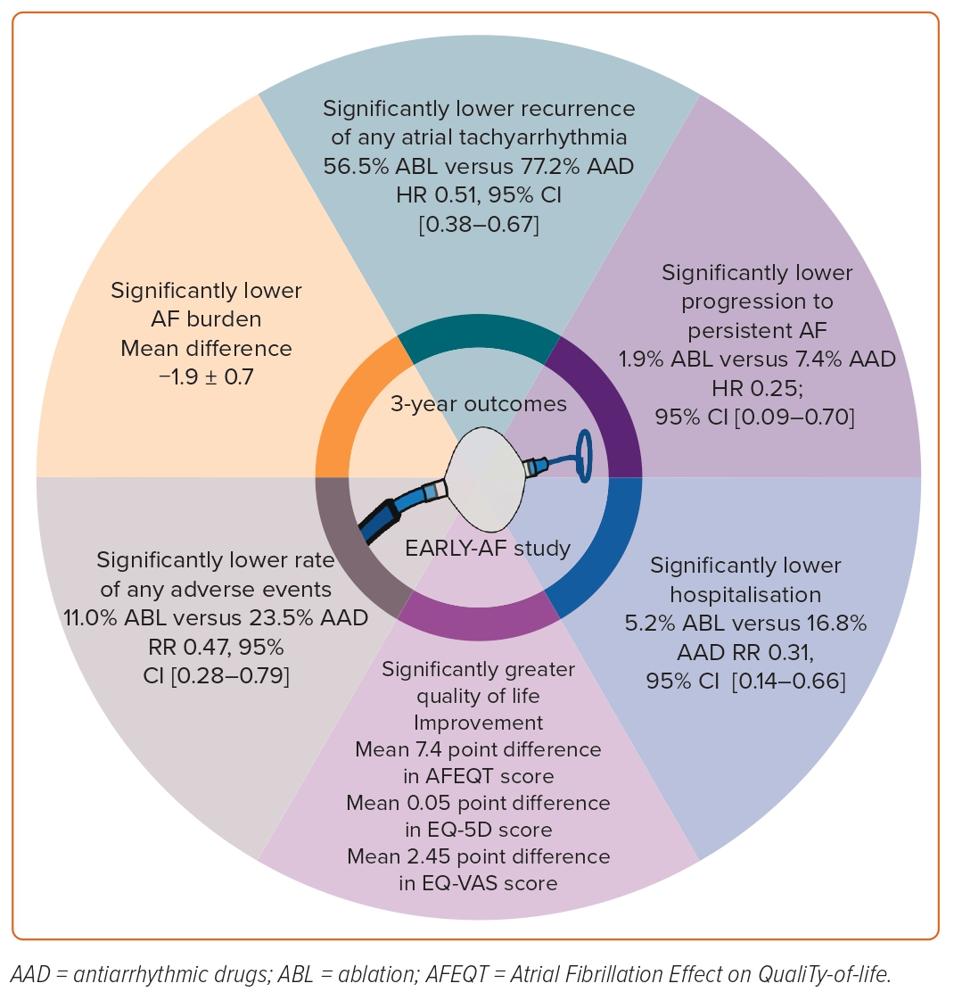 Significantly lower recurrence
of any atrial tachyarrhythmia
56.5% ABL versus 77.2% AAD
HR 0.51, 95% CI
[0.38–0.67]
Significantly lower
progression to
persistent AF
1.9% ABL versus 7.4% AAD
HR 0.25;
95% CI [0.09–0.70]
Significantly lower
AF burden
Mean difference
−1.9 ± 0.7
3-year outcomes
EARLY-AF study
Significantly lower rate
of any adverse events
11.0% ABL versus 23.5% AAD
RR 0.47, 95%
CI [0.28–0.79]
Significantly lower
hospitalisation
5.2% ABL versus 16.8%
AAD RR 0.31,
95% CI [0.14–0.66]
Significantly greater
quality of life
Improvement
Mean 7.4 point difference
in AFEQT score
Mean 0.05 point difference
in EQ-5D score
Mean 2.45 point difference
in EQ-VAS score
AAD = antiarrhythmic drugs; ABL = ablation; AFEQT = Atrial Fibrillation Effect on QualiTy-of-life.